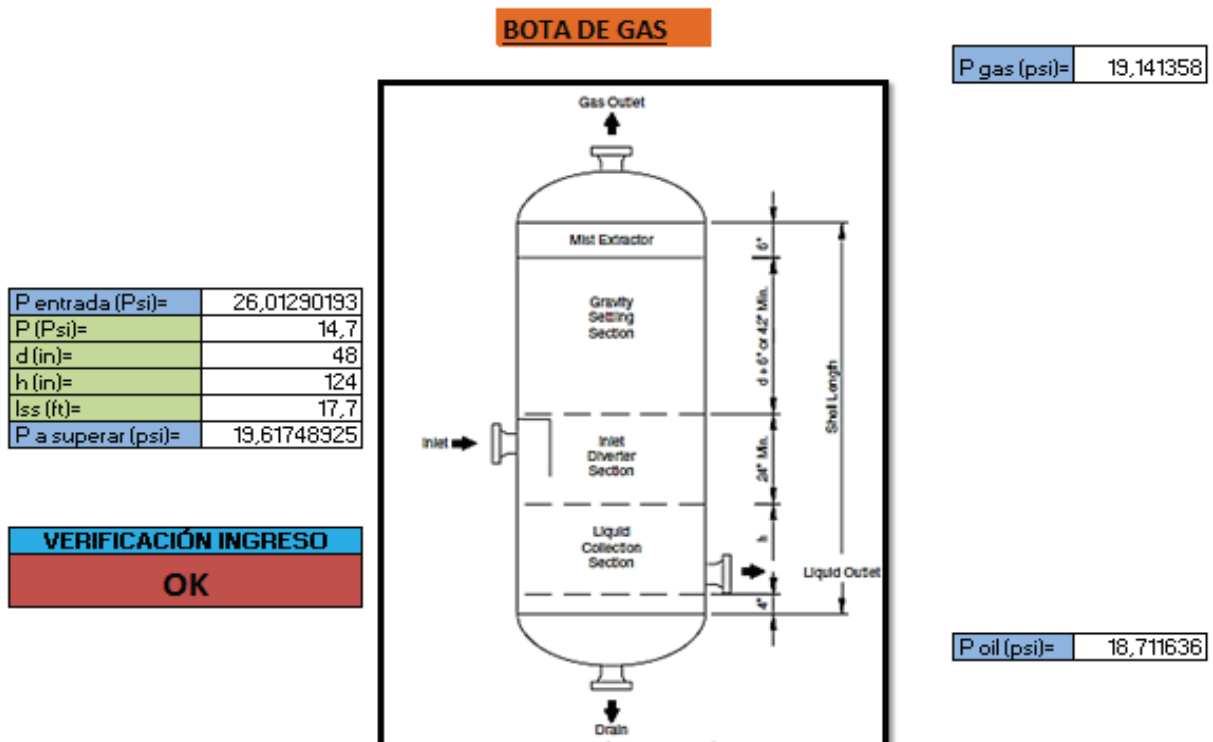 BOTA DE GAS
P gas (psi)= 19,141358
P entrada (Psi)= 26,01290193
P (Psi)= 14,7
d (in)= 48
h (in)= 124
lss (ft)= 17,7
P a superar (psi)= 19,61748925
VERIFICACIÓN INGRESO
OK
Gas Outlet
Mist Extractor
6"
Gravity
Setting
Section
d + 6" or 42" Min.
Shell Length
Inlet
Inlet
Diverter
Section
24" Min.
Liquid
Collection
Section
h
Liquid Outlet
4"
Drain
P oil (psi)= 18,711636